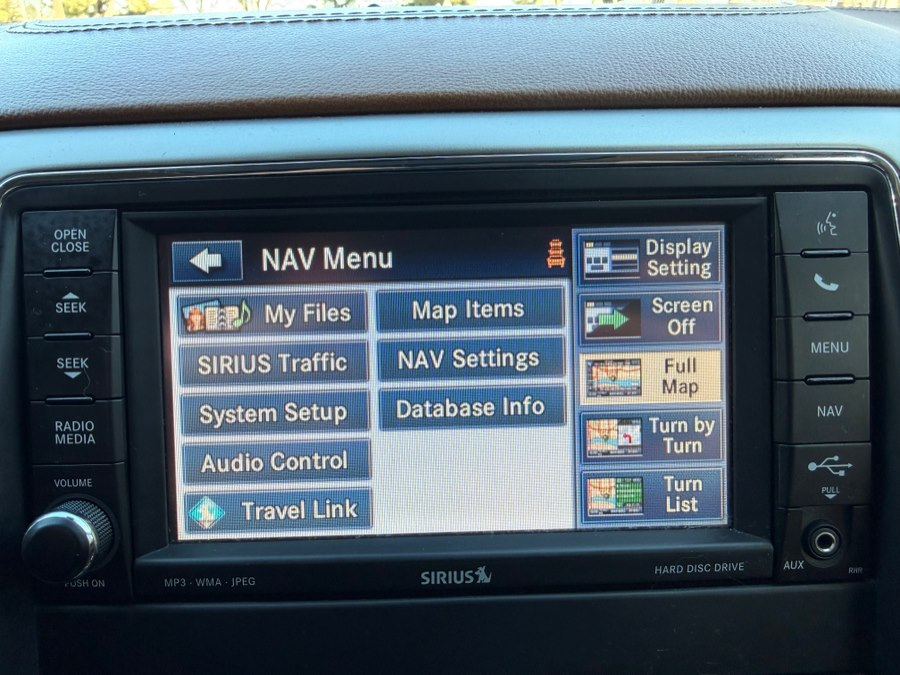 OPEN
CLOSE
SEEK
SEEK
RADIO
MEDIA
VOLUME
PUSH ON
NAV Menu
My Files
SIRIUS Traffic
System Setup
Audio Control
Travel Link
Map Items
NAV Settings
Database Info
Display
Setting
Screen
Off
Full
Map
Turn by
Turn
Turn
List
MENU
NAV
PULL
AUX
MP3 · WMA · JPEG
SIRIUS
HARD DISC DRIVE